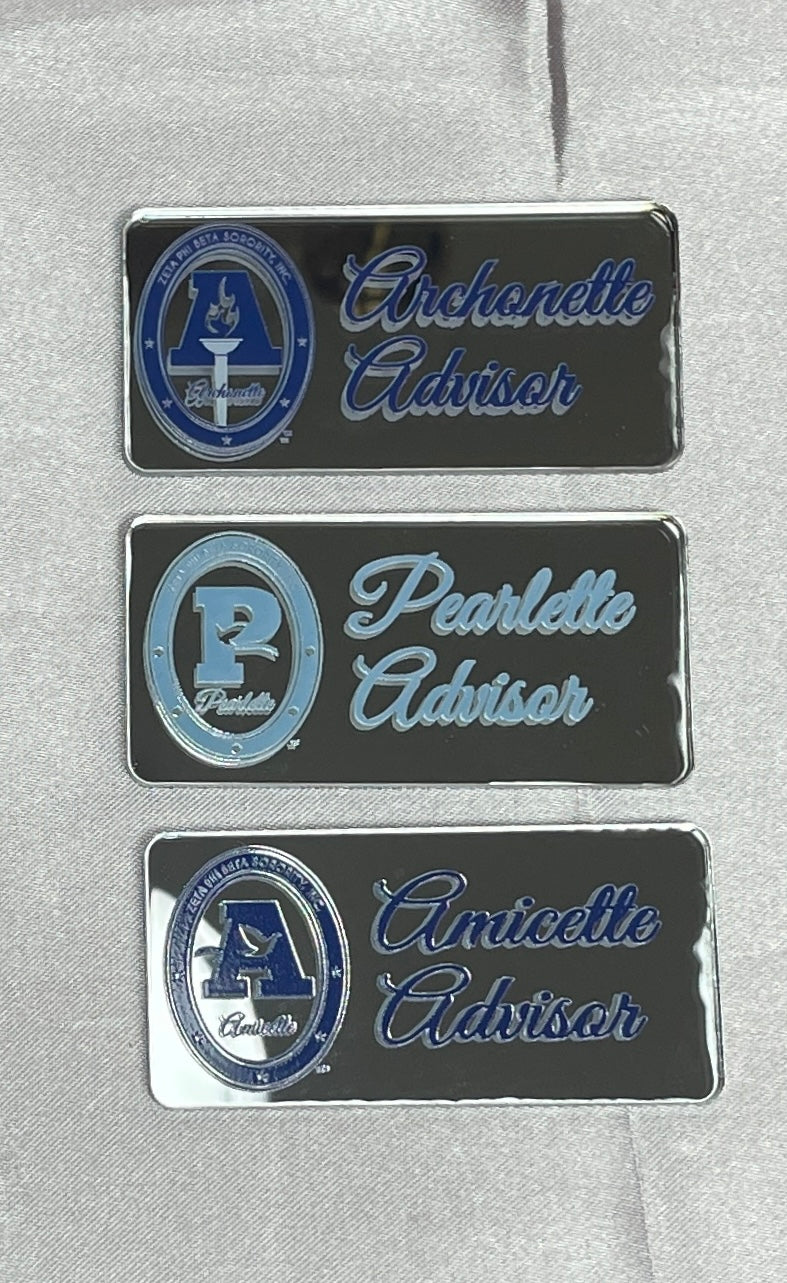 ZETA PHI BETA SORORITY, INC.
A
Archonette
Archonette
Advisor
P
Pearlette
Pearlette
Advisor
ZETA PHI BETA SORORITY, INC
A
Amicette
Amicette
Advisor